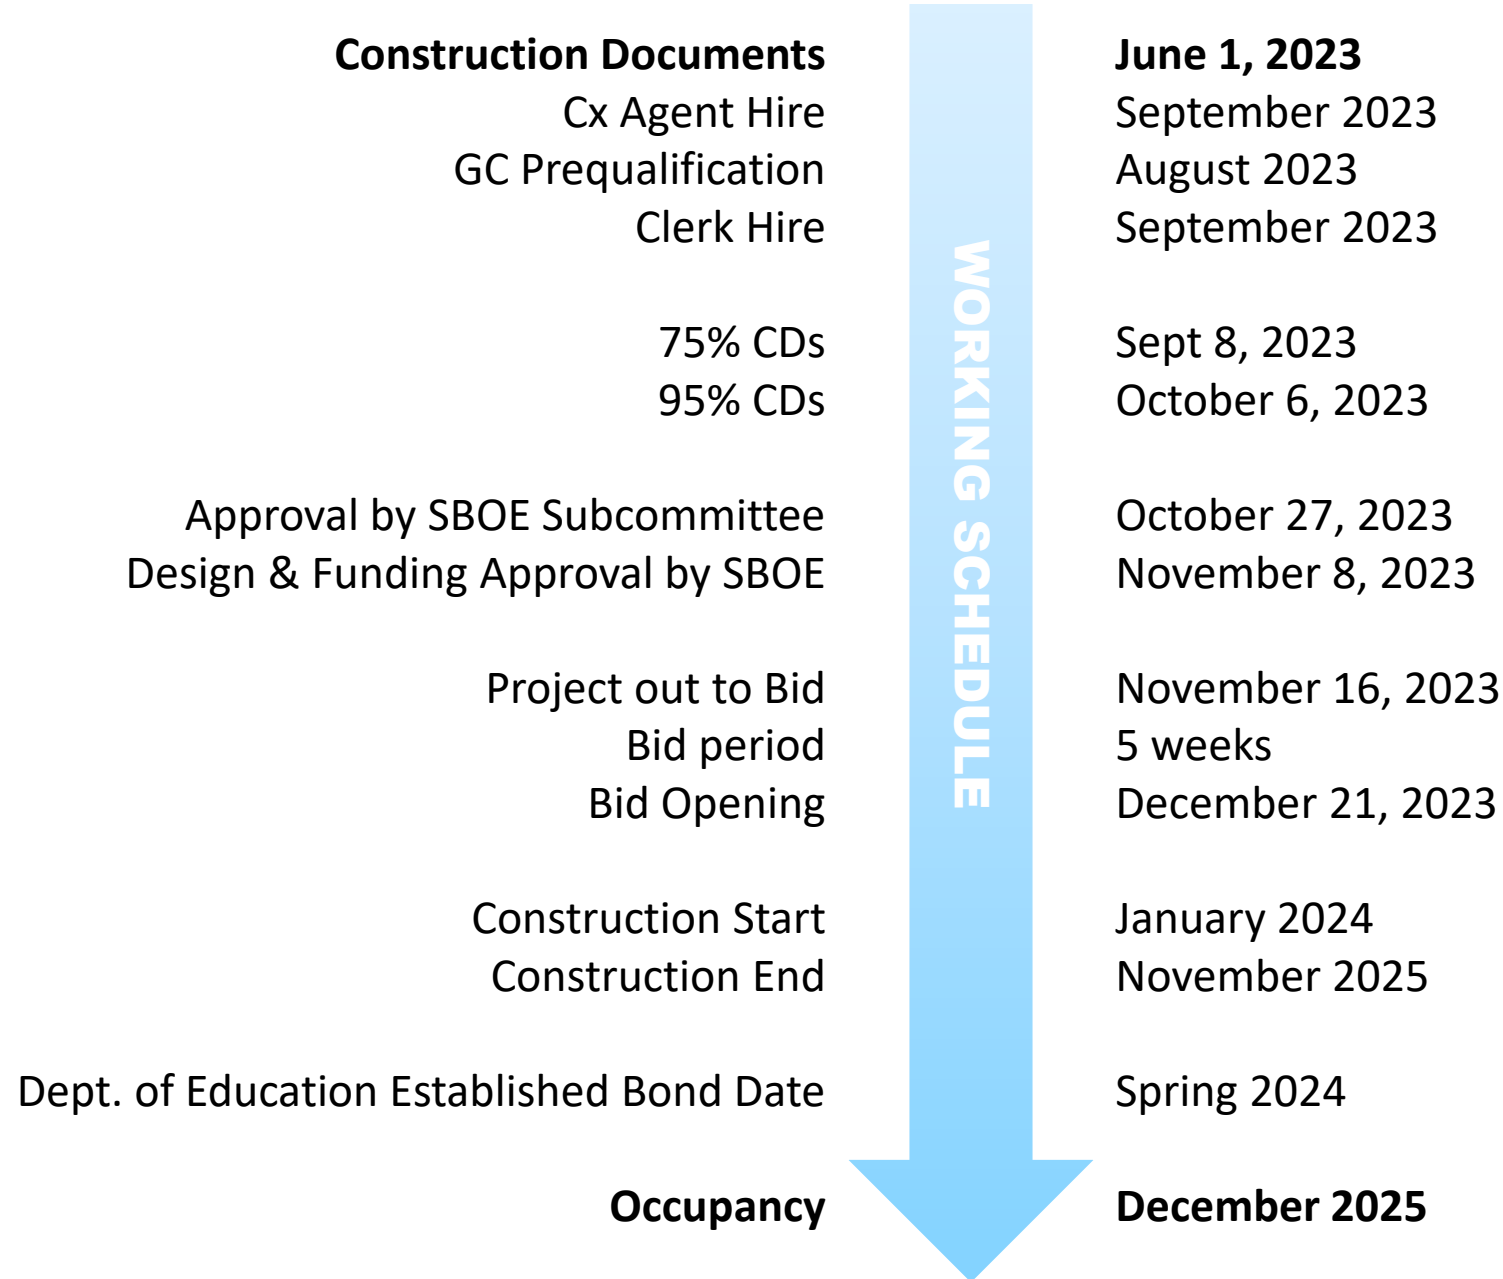 Construction Documents June 1, 2023
Cx Agent Hire September 2023
GC Prequalification August 2023
Clerk Hire September 2023
75% CDs Sept 8, 2023
95% CDs October 6, 2023
Approval by SBOE Subcommittee October 27, 2023
Design & Funding Approval by SBOE November 8, 2023
Project out to Bid November 16, 2023
Bid period 5 weeks
Bid Opening December 21, 2023
Construction Start January 2024
Construction End November 2025
Dept. of Education Established Bond Date Spring 2024
Occupancy December 2025
WORKING SCHEDULE